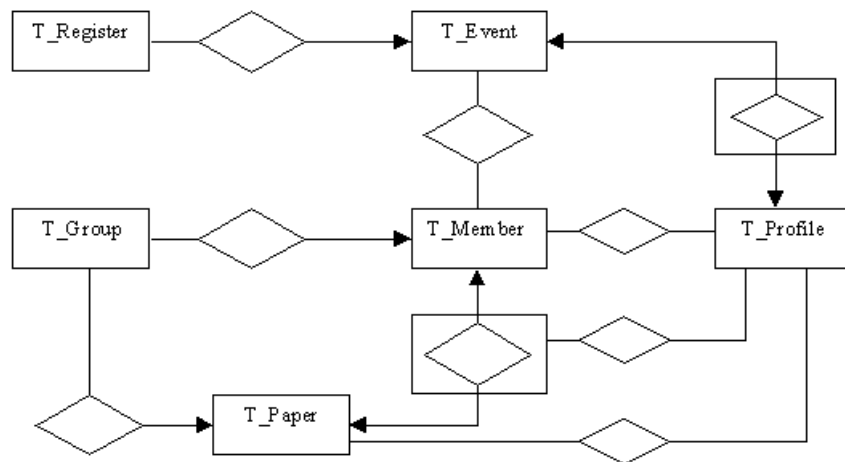 T_Register
T_Event
T_Group
T_Member
T_Profile
T_Paper